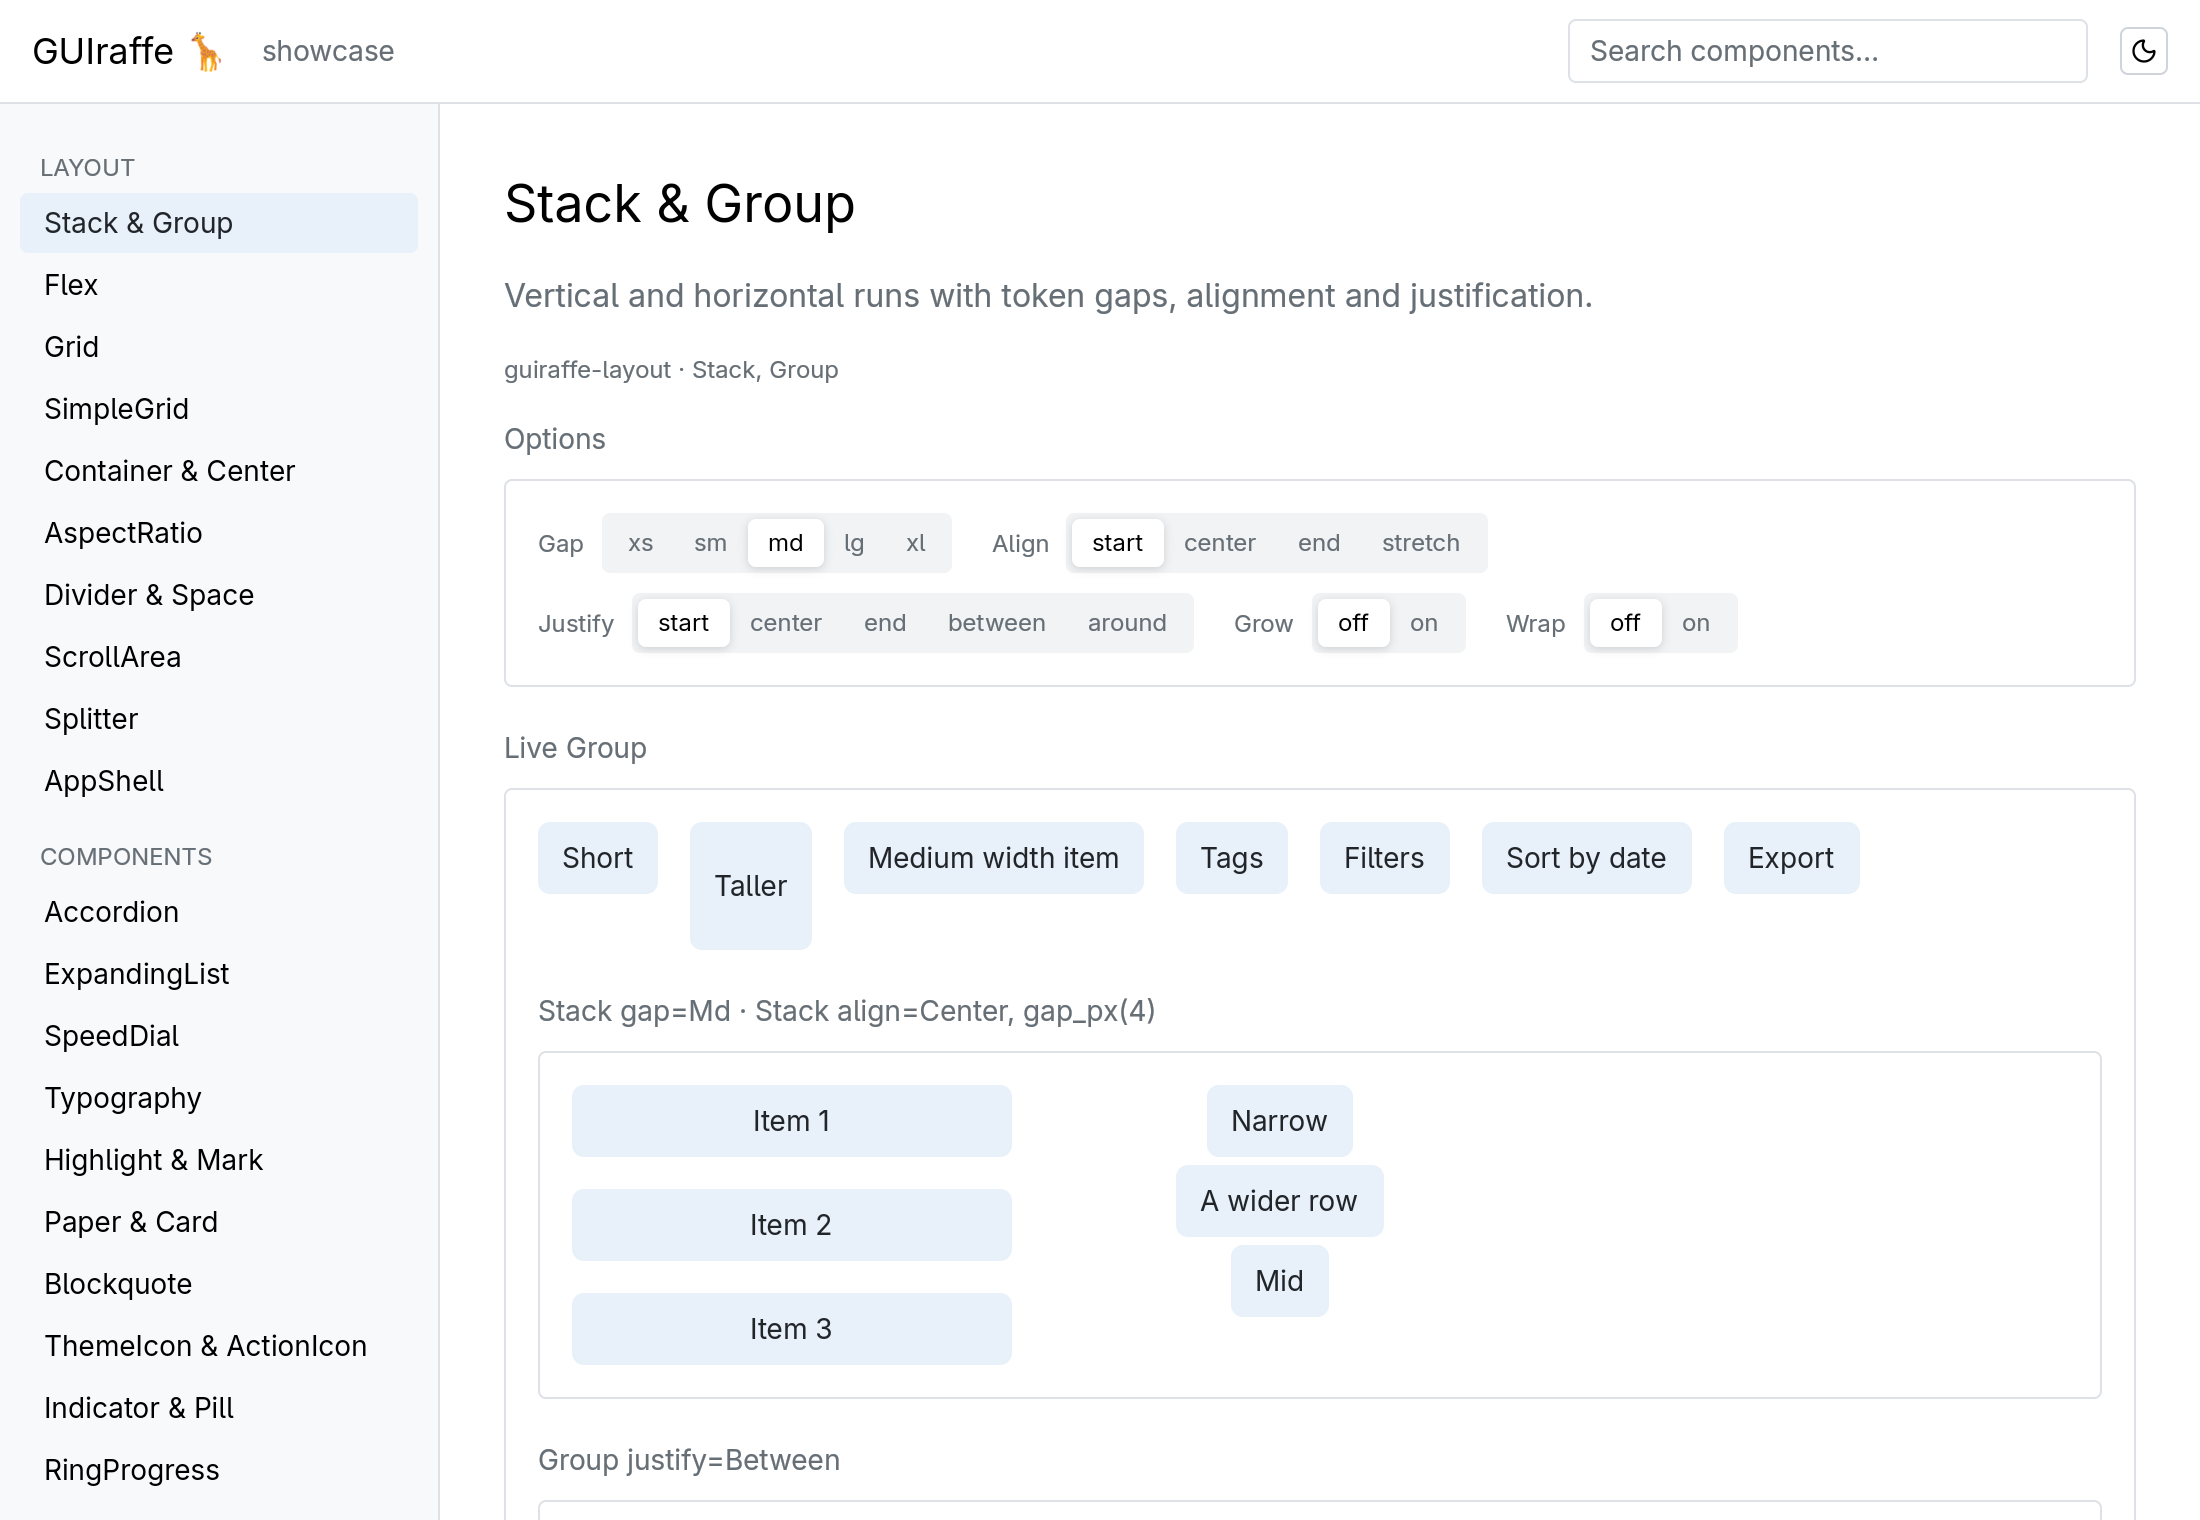 GUIraffe 🦒 showcase Search components...
LAYOUT
Stack & Group
Flex
Grid
SimpleGrid
Container & Center
AspectRatio
Divider & Space
ScrollArea
Splitter
AppShell
COMPONENTS
Accordion
ExpandingList
SpeedDial
Typography
Highlight & Mark
Paper & Card
Blockquote
ThemeIcon & ActionIcon
Indicator & Pill
RingProgress
Stack & Group
Vertical and horizontal runs with token gaps, alignment and justification.
guiraffe-layout · Stack, Group
Options
Gap xs sm md lg xl Align start center end stretch
Justify start center end between around Grow off on Wrap off on
Live Group
Short Taller Medium width item Tags Filters Sort by date Export
Stack gap=Md · Stack align=Center, gap_px(4)
Item 1 Narrow
Item 2 A wider row
Item 3 Mid
Group justify=Between